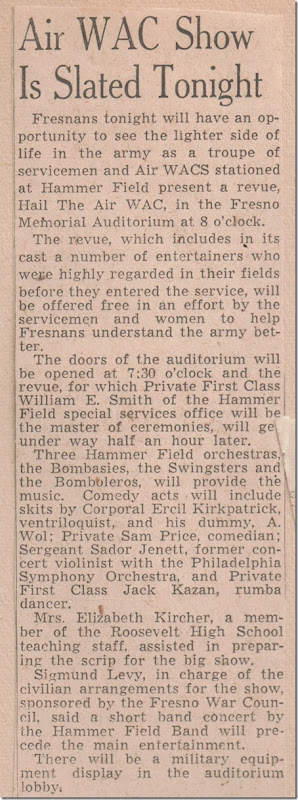 Air WAC Show
Is Slated Tonight
Fresnans tonight will have an op-
portunity to see the lighter side of
life in the army as a troupe of
servicemen and Air WACS stationed
at Hammer Field present a revue,
Hail The Air WAC, in the Fresno
Memorial Auditorium at 8 o'clock.
The revue, which includes in its
cast a number of entertainers who
were highly regarded in their fields
before they entered the service, will
be offered free in an effort by the
servicemen and women to help
Fresnans understand the army bet-
ter.
The doors of the auditorium will
be opened at 7:30 o'clock and the
revue, for which Private First Class
William E. Smith of the Hammer
Field special services office will be
the master of ceremonies, will ge
under way half an hour later.
Three Hammer Field orchestras,
the Bombasies, the Swingsters and
the Bomboleros, will provide the
music. Comedy acts will include
skits by Corporal Ercil Kirkpatrick,
ventriloquist, and his dummy, A.
Wol; Private Sam Price, comedian;
Sergeant Sador Jenett, former con-
cert violinist with the Philadelphia
Symphony Orchestra, and Private
First Class Jack Kazan, rumba
dancer.
Mrs. Elizabeth Kircher, a mem-
ber of the Roosevelt High School
teaching staff, assisted in prepar-
ing the scrip for the big show.
Sigmund Levy, in charge of the
civilian arrangements for the show,
sponsored by the Fresno War Coun-
cil, said a short band concert by
the Hammer Field Band will pre-
cede the main entertainment.
There will be a military equip-
ment display in the auditorium
lobby.